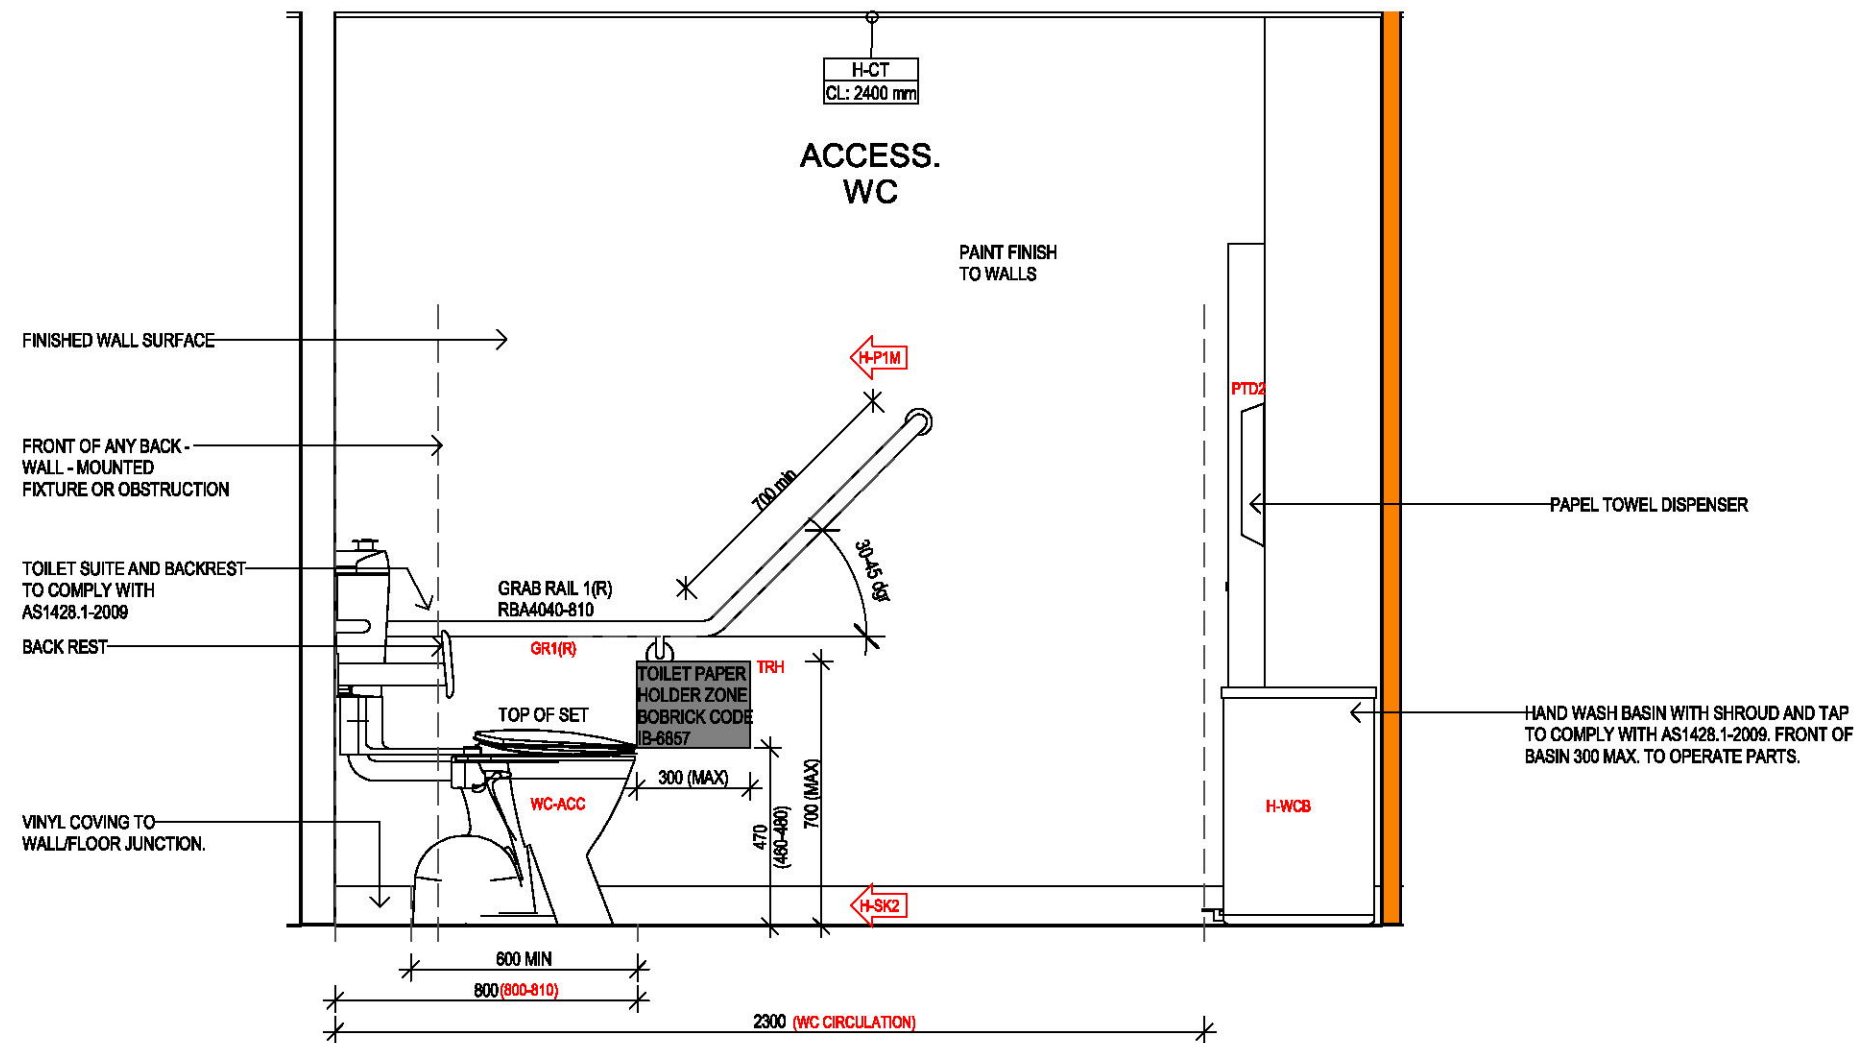 H-CT
CL: 2400 mm
ACCESS.
WC
PAINT FINISH
TO WALLS
FINISHED WALL SURFACE
H-P1M
PTD2
FRONT OF ANY BACK -
WALL - MOUNTED
FIXTURE OR OBSTRUCTION
700 min
PAPEL TOWEL DISPENSER
30-45 dgr
TOILET SUITE AND BACKREST
TO COMPLY WITH
AS1428.1-2009
GRAB RAIL 1(R)
RBA4040-810
BACK REST
GR1(R)
TRH
TOILET PAPER
HOLDER ZONE
BOBRICK CODE
IB-6857
TOP OF SET
HAND WASH BASIN WITH SHROUD AND TAP
TO COMPLY WITH AS1428.1-2009. FRONT OF
BASIN 300 MAX. TO OPERATE PARTS.
300 (MAX)
700 (MAX)
WC-ACC
H-WCB
470
(460-480)
VINYL COVING TO
WALL/FLOOR JUNCTION.
H-SK2
600 MIN
800 (800-810)
2300 (WC CIRCULATION)